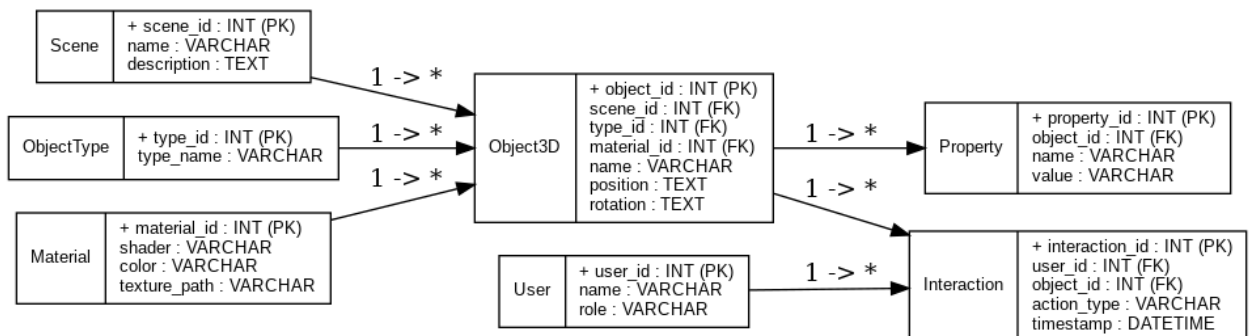 Scene
+ scene_id : INT (PK)
name : VARCHAR
description : TEXT
1 -> *
ObjectType
+ type_id : INT (PK)
type_name : VARCHAR
1 -> *
Material
+ material_id : INT (PK)
shader : VARCHAR
color : VARCHAR
texture_path : VARCHAR
1 -> *
Object3D
+ object_id : INT (PK)
scene_id : INT (FK)
type_id : INT (FK)
material_id : INT (FK)
name : VARCHAR
position : TEXT
rotation : TEXT
1 -> *
1 -> *
User
+ user_id : INT (PK)
name : VARCHAR
role : VARCHAR
1 -> *
Property
+ property_id : INT (PK)
object_id : INT (FK)
name : VARCHAR
value : VARCHAR
Interaction
+ interaction_id : INT (PK)
user_id : INT (FK)
object_id : INT (FK)
action_type : VARCHAR
timestamp : DATETIME